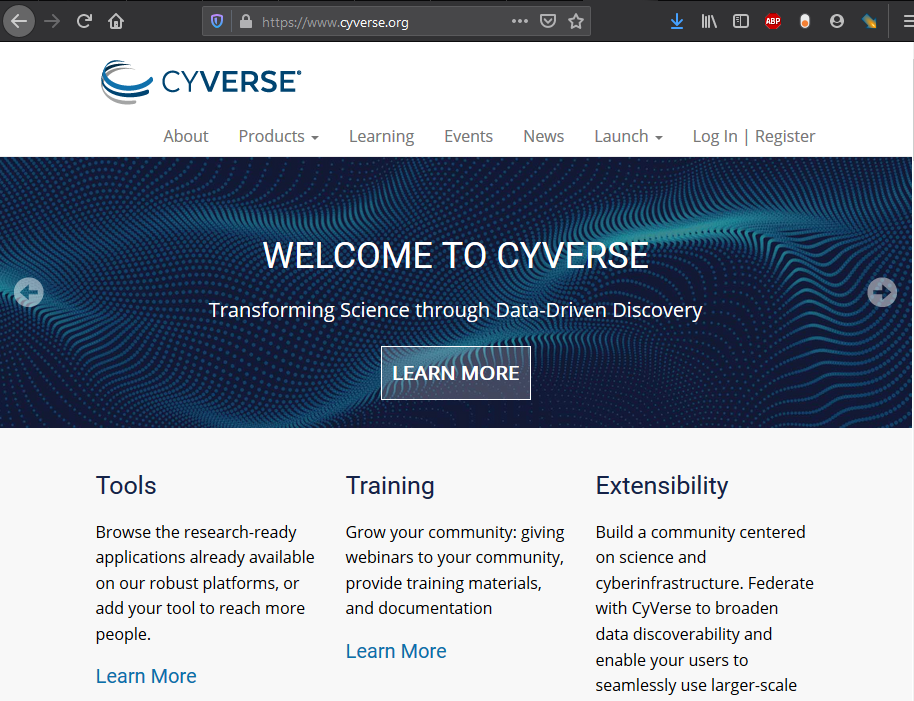 https://www.cyverse.org
ABP
CYVERSE®
About Products Learning Events News Launch Log In | Register
WELCOME TO CYVERSE
Transforming Science through Data-Driven Discovery
LEARN MORE
Tools
Browse the research-ready
applications already available
on our robust platforms, or
add your tool to reach more
people.
Learn More
Training
Grow your community: giving
webinars to your community,
provide training materials,
and documentation
Learn More
Extensibility
Build a community centered
on science and
cyberinfrastructure. Federate
with CyVerse to broaden
data discoverability and
enable your users to
seamlessly use larger-scale